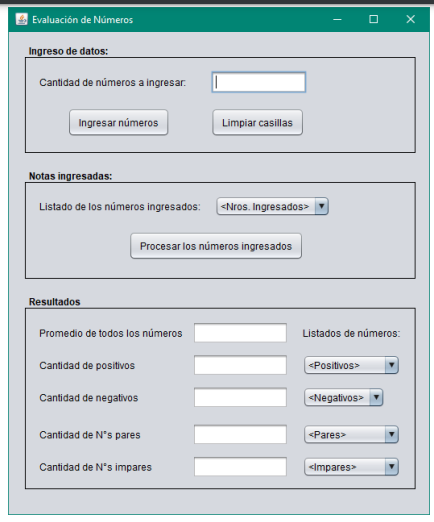 Evaluación de Números
Ingreso de datos:
Cantidad de números a ingresar:
Ingresar números Limpiar casillas
Notas ingresadas:
Listado de los números ingresados: <Nros. Ingresados>
Procesar los números ingresados
Resultados
Promedio de todos los números Listados de números:
Cantidad de positivos <Positivos>
Cantidad de negativos <Negativos>
Cantidad de N°s pares <Pares>
Cantidad de N°s impares <Impares>